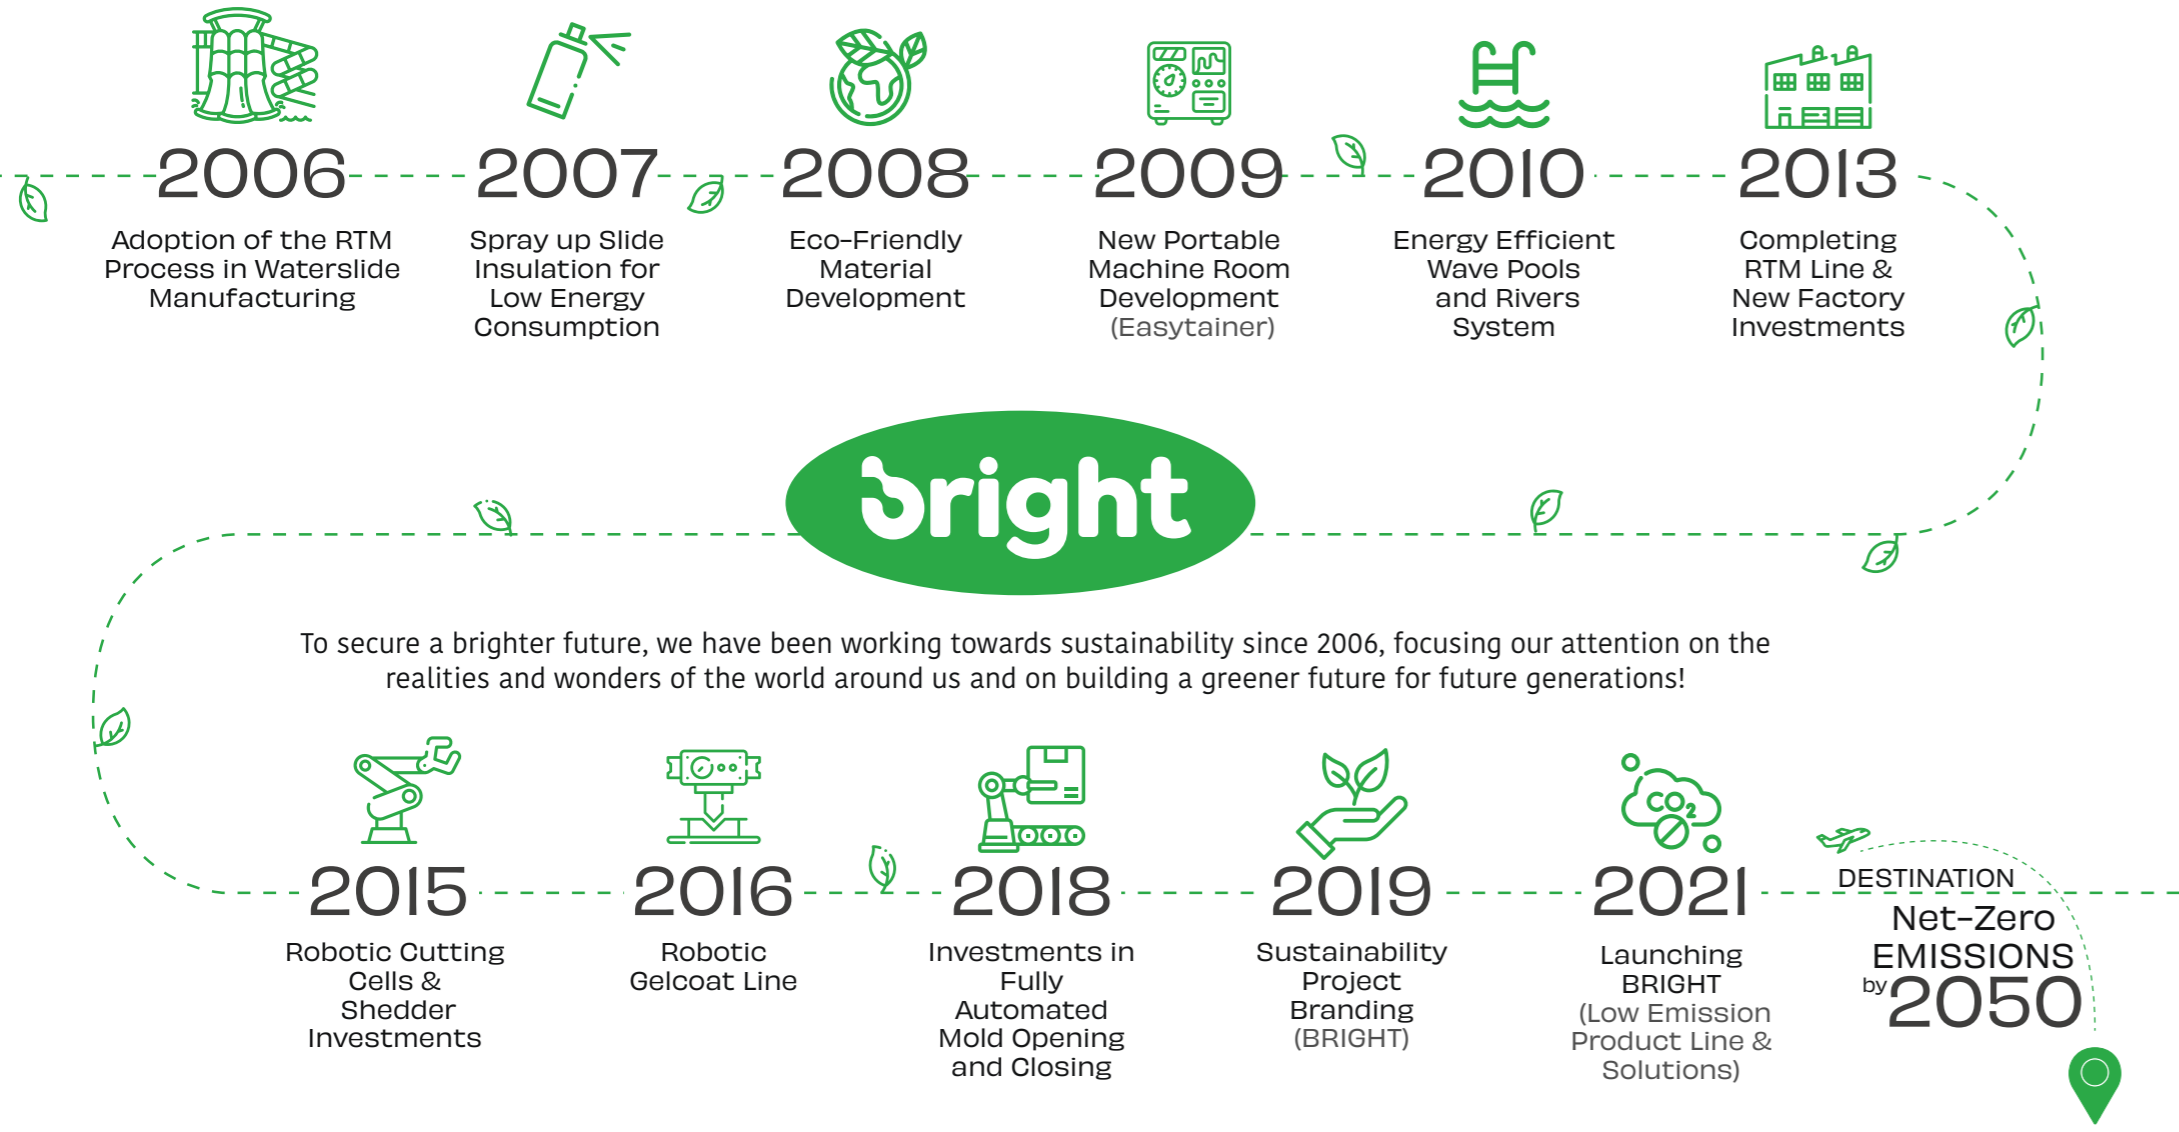 2006
Adoption of the RTM
Process in Waterslide
Manufacturing
2007
Spray up Slide
Insulation for
Low Energy
Consumption
2008
Eco-Friendly
Material
Development
2009
New Portable
Machine Room
Development
(Easytainer)
2010
Energy Efficient
Wave Pools
and Rivers
System
2013
Completing
RTM Line &
New Factory
Investments
bright
To secure a brighter future, we have been working towards sustainability since 2006, focusing our attention on the
realities and wonders of the world around us and on building a greener future for future generations!
2015
Robotic Cutting
Cells &
Shedder
Investments
2016
Robotic
Gelcoat Line
2018
Investments in
Fully
Automated
Mold Opening
and Closing
2019
Sustainability
Project
Branding
(BRIGHT)
CO2
2021
Launching
BRIGHT
(Low Emission
Product Line &
Solutions)
DESTINATION
Net-Zero
EMISSIONS
by 2050